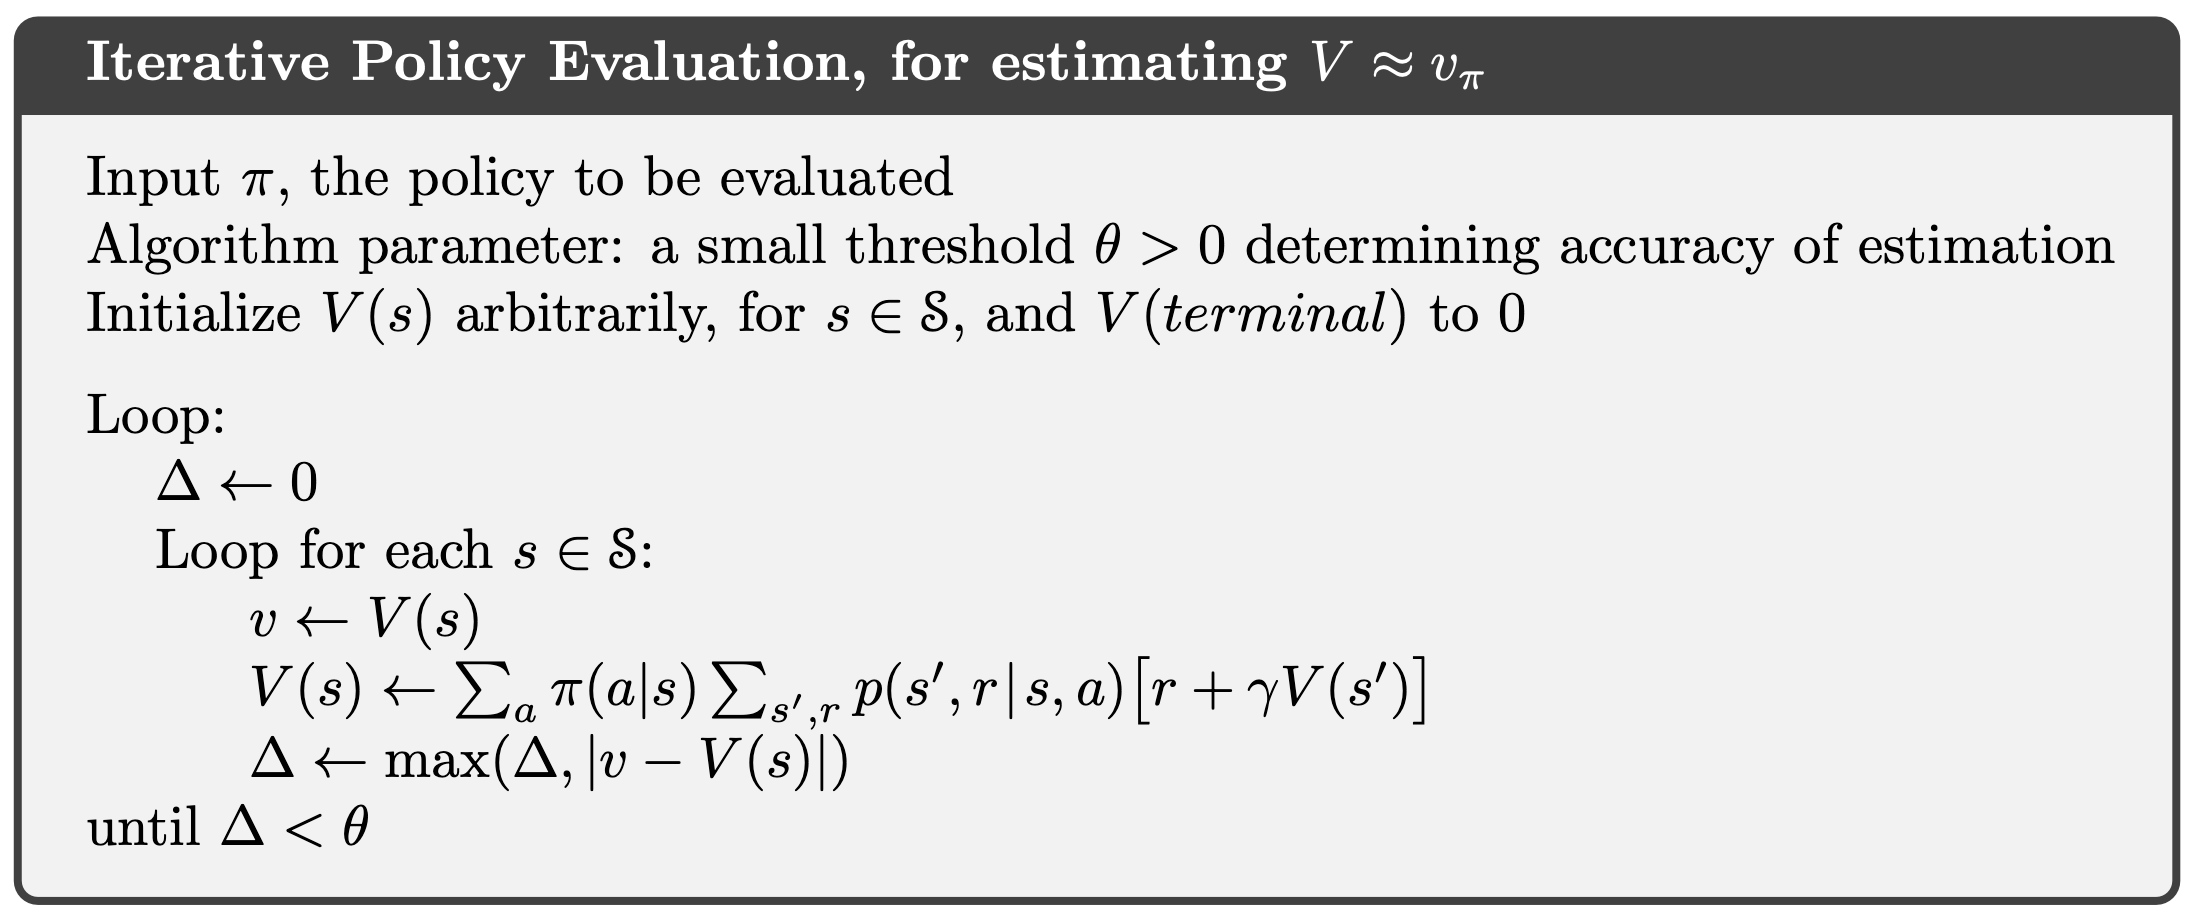 Iterative Policy Evaluation, for estimating V ≈ v_π
Input π, the policy to be evaluated
Algorithm parameter: a small threshold θ > 0 determining accuracy of estimation
Initialize V(s) arbitrarily, for s ∈ 𝒮, and V(terminal) to 0
Loop:
Δ ← 0
Loop for each s ∈ 𝒮:
v ← V(s)
V(s) ← ∑_a π(a|s) ∑_{s′,r} p(s′, r|s, a)[r + γV(s′)]
Δ ← max(Δ, |v − V(s)|)
until Δ < θ